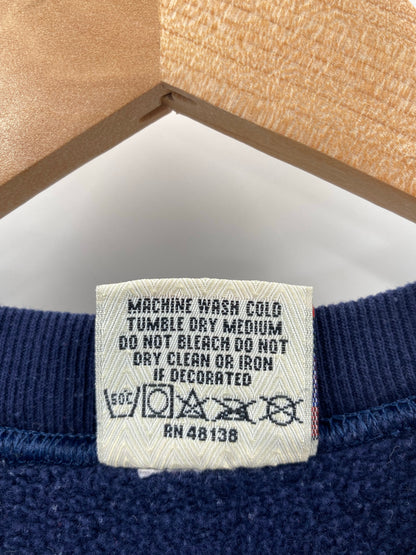 MACHINE WASH COLD
TUMBLE DRY MEDIUM
DO NOT BLEACH DO NOT
DRY CLEAN OR IRON
IF DECORATED
60°C
RN 48138